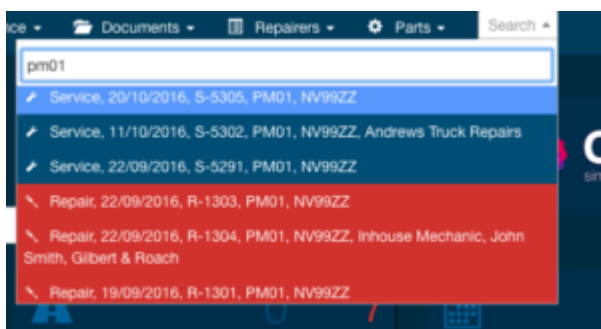 Documents Repairers Parts Search
pm01
Service, 20/10/2016, S-5305, PM01, NV99ZZ
Service, 11/10/2016, S-5302, PM01, NV99ZZ, Andrews Truck Repairs
Service, 22/09/2016, S-5291, PM01, NV99ZZ
Repair, 22/09/2016, R-1303, PM01, NV99ZZ
Repair, 22/09/2016, R-1304, PM01, NV99ZZ, Inhouse Mechanic, John
Smith, Gilbert & Roach
Repair, 19/09/2016, R-1301, PM01, NV99ZZ